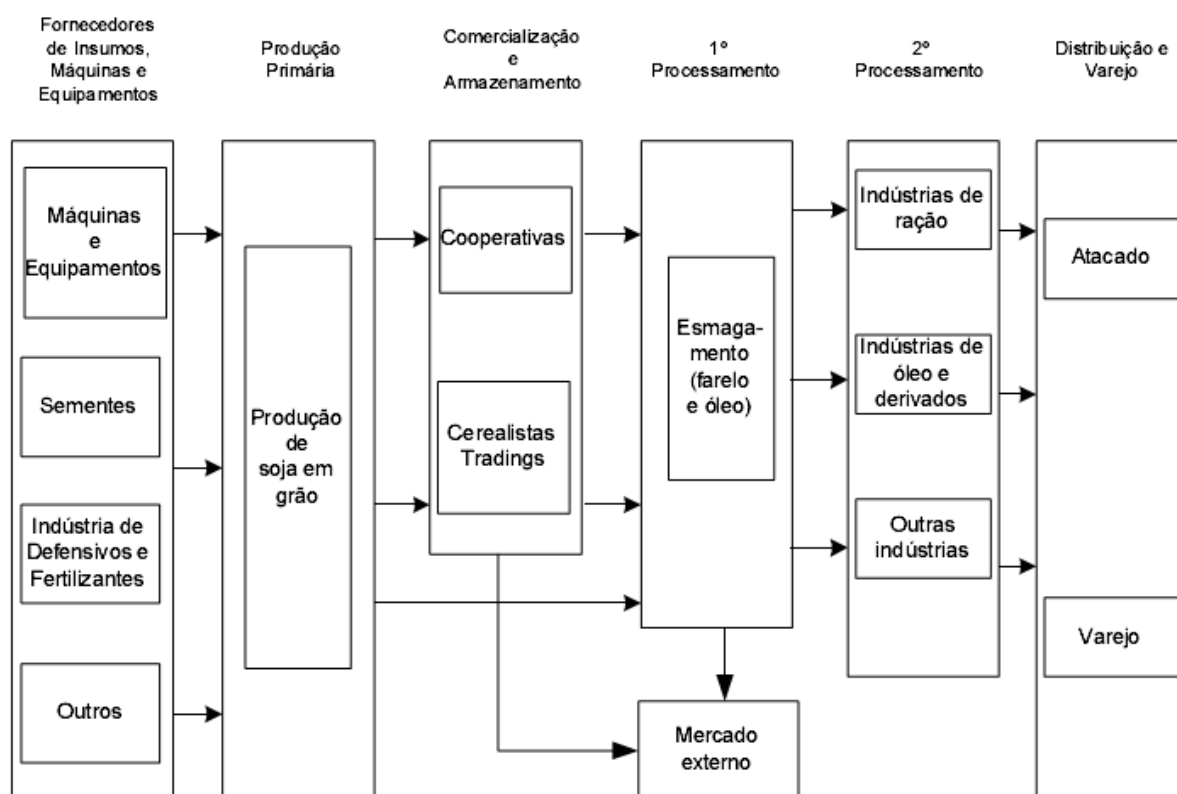 Fornecedores
de Insumos,
Máquinas e
Equipamentos
Produção
Primária
Comercialização
e
Armazenamento
1º
Processamento
2º
Processamento
Distribuição e
Varejo
Máquinas
e
Equipamentos
Sementes
Indústria de
Defensivos e
Fertilizantes
Outros
Produção
de
soja em
grão
Cooperativas
Cerealistas
Tradings
Esmaga-
mento
(farelo
e óleo)
Mercado
externo
Indústrias de
ração
Indústrias de
óleo e
derivados
Outras
indústrias
Atacado
Varejo